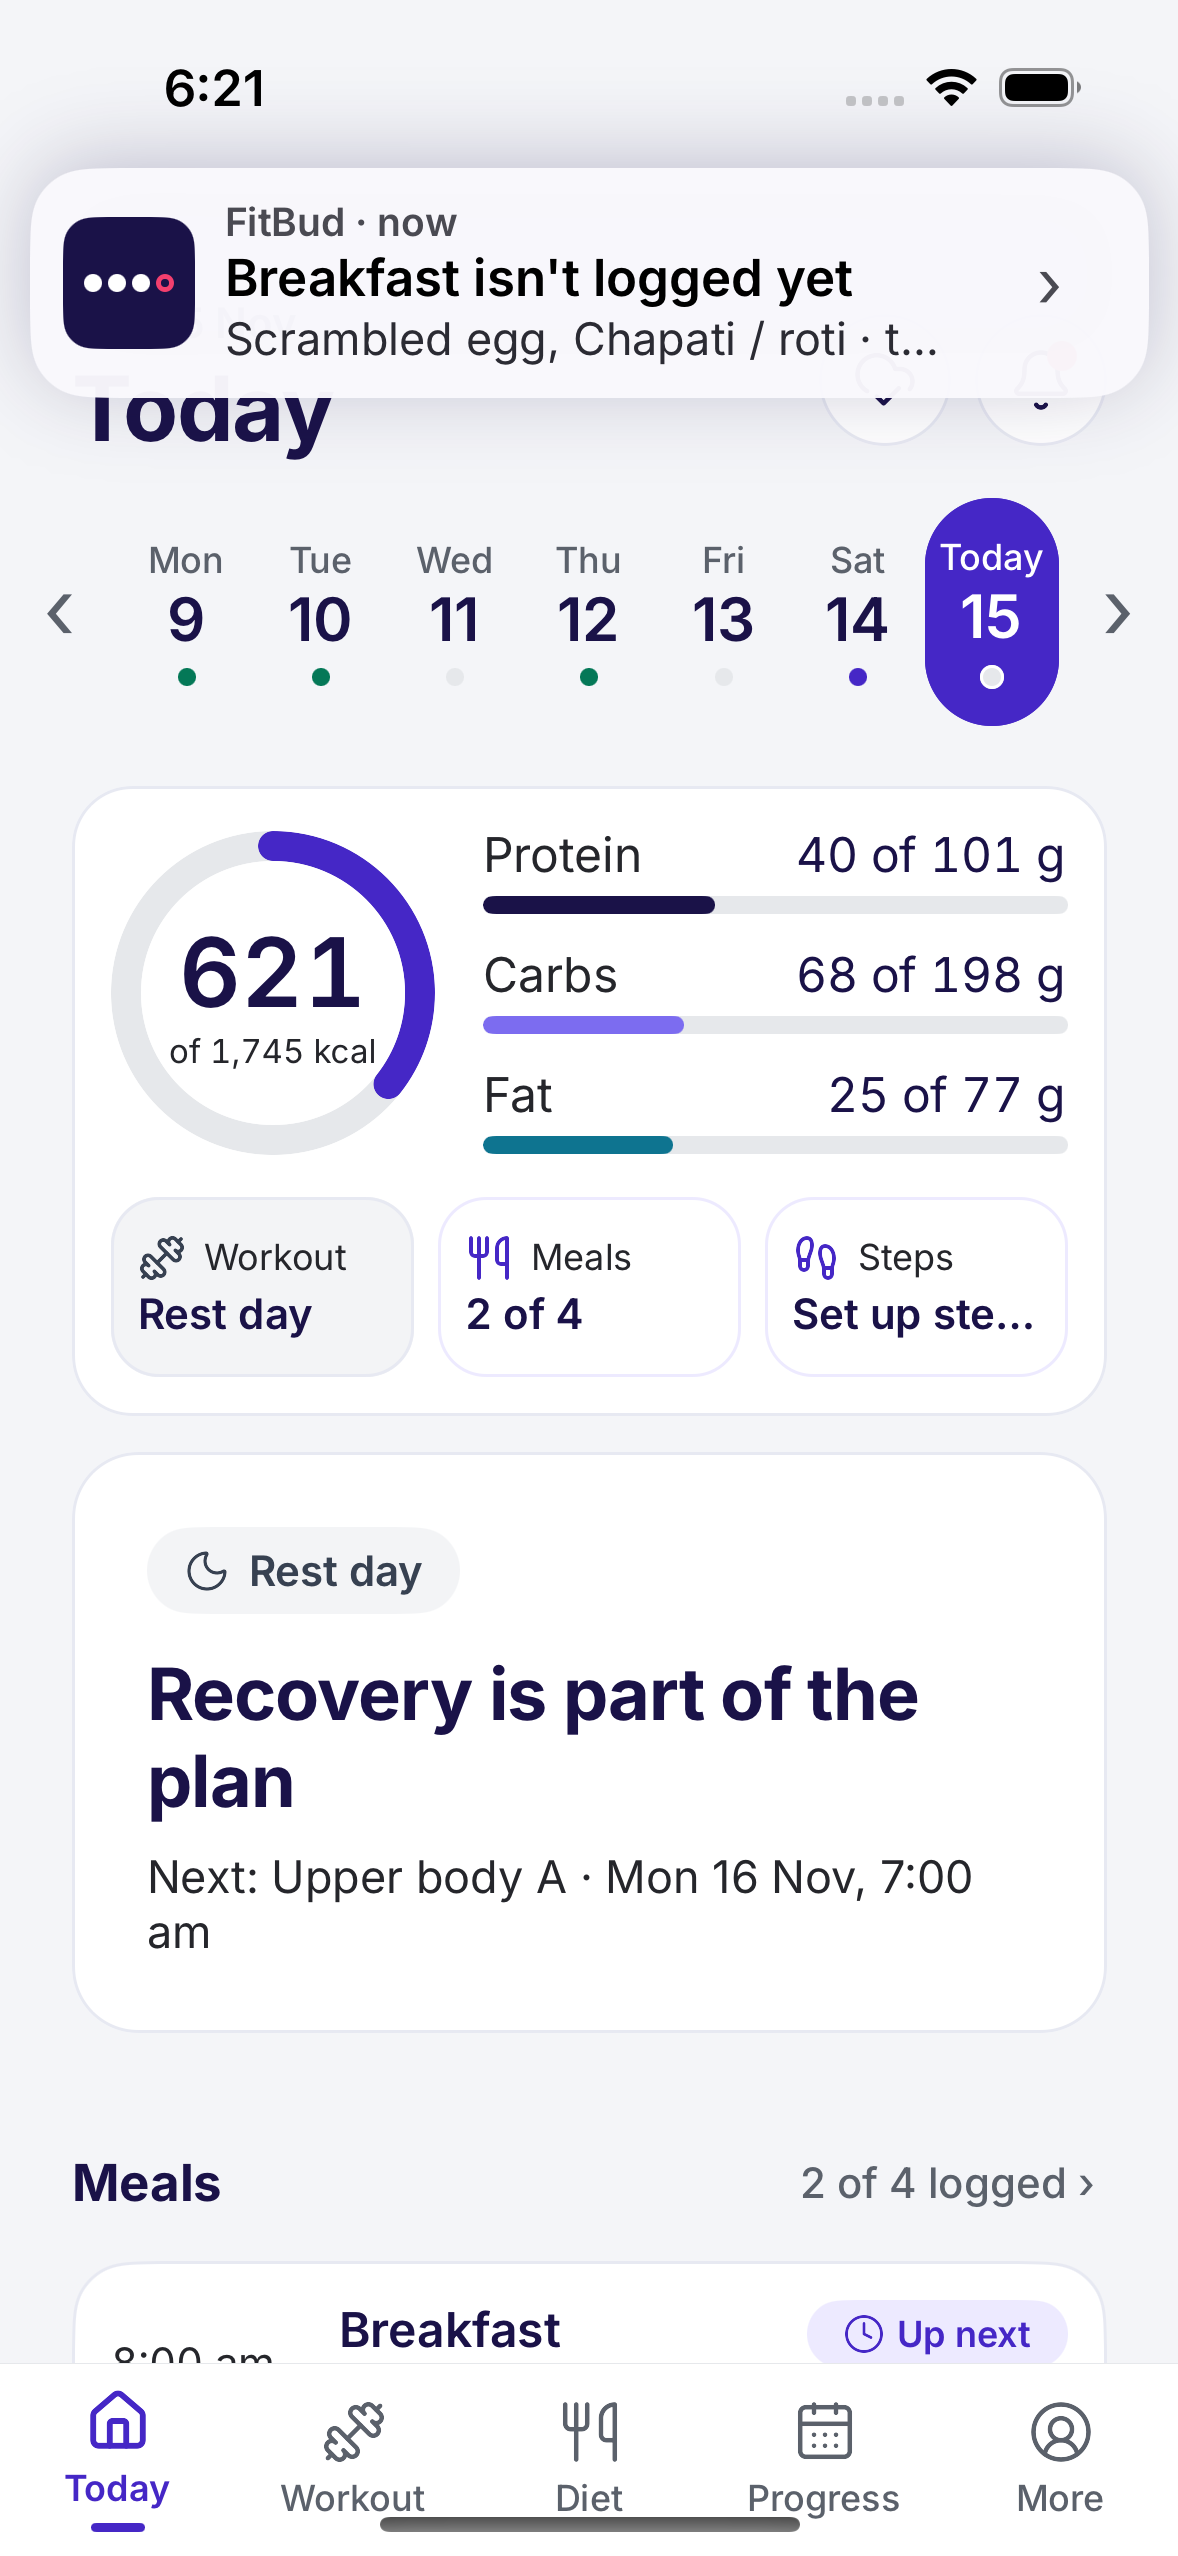 6:21
FitBud · now
Breakfast isn't logged yet
Scrambled egg, Chapati / roti · t...
Today
Mon Tue Wed Thu Fri Sat Today
9 10 11 12 13 14 15
Protein 40 of 101 g
621
of 1,745 kcal
Carbs 68 of 198 g
Fat 25 of 77 g
Workout
Rest day
Meals
2 of 4
Steps
Set up ste...
Rest day
Recovery is part of the
plan
Next: Upper body A · Mon 16 Nov, 7:00
am
Meals 2 of 4 logged ›
Breakfast Up next
8:00 am
Today Workout Diet Progress More